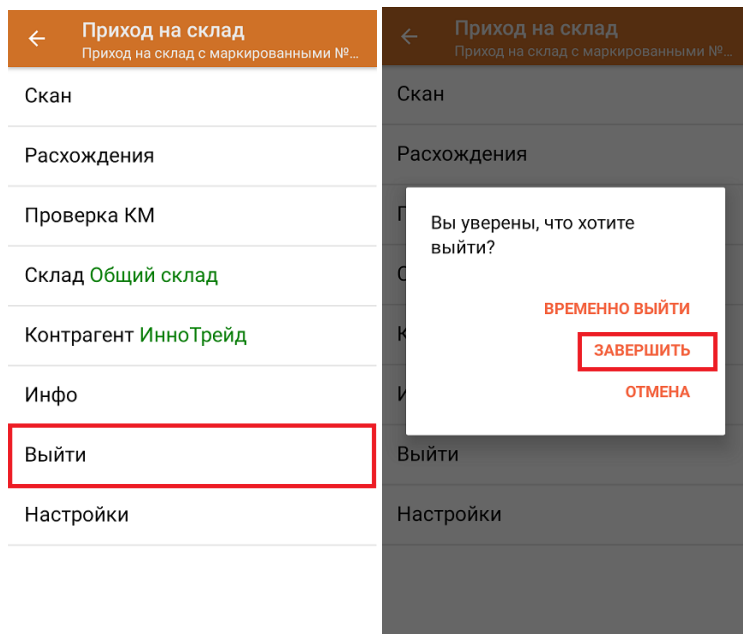 Приход на склад
Приход на склад с маркированными №...
Скан
Расхождения
Проверка КМ
Склад Общий склад
Контрагент ИнноТрейд
Инфо
Выйти
Настройки
Приход на склад
Приход на склад с маркированными №...
Скан
Расхождения
Вы уверены, что хотите
выйти?
ВРЕМЕННО ВЫЙТИ
ЗАВЕРШИТЬ
ОТМЕНА
Выйти
Настройки